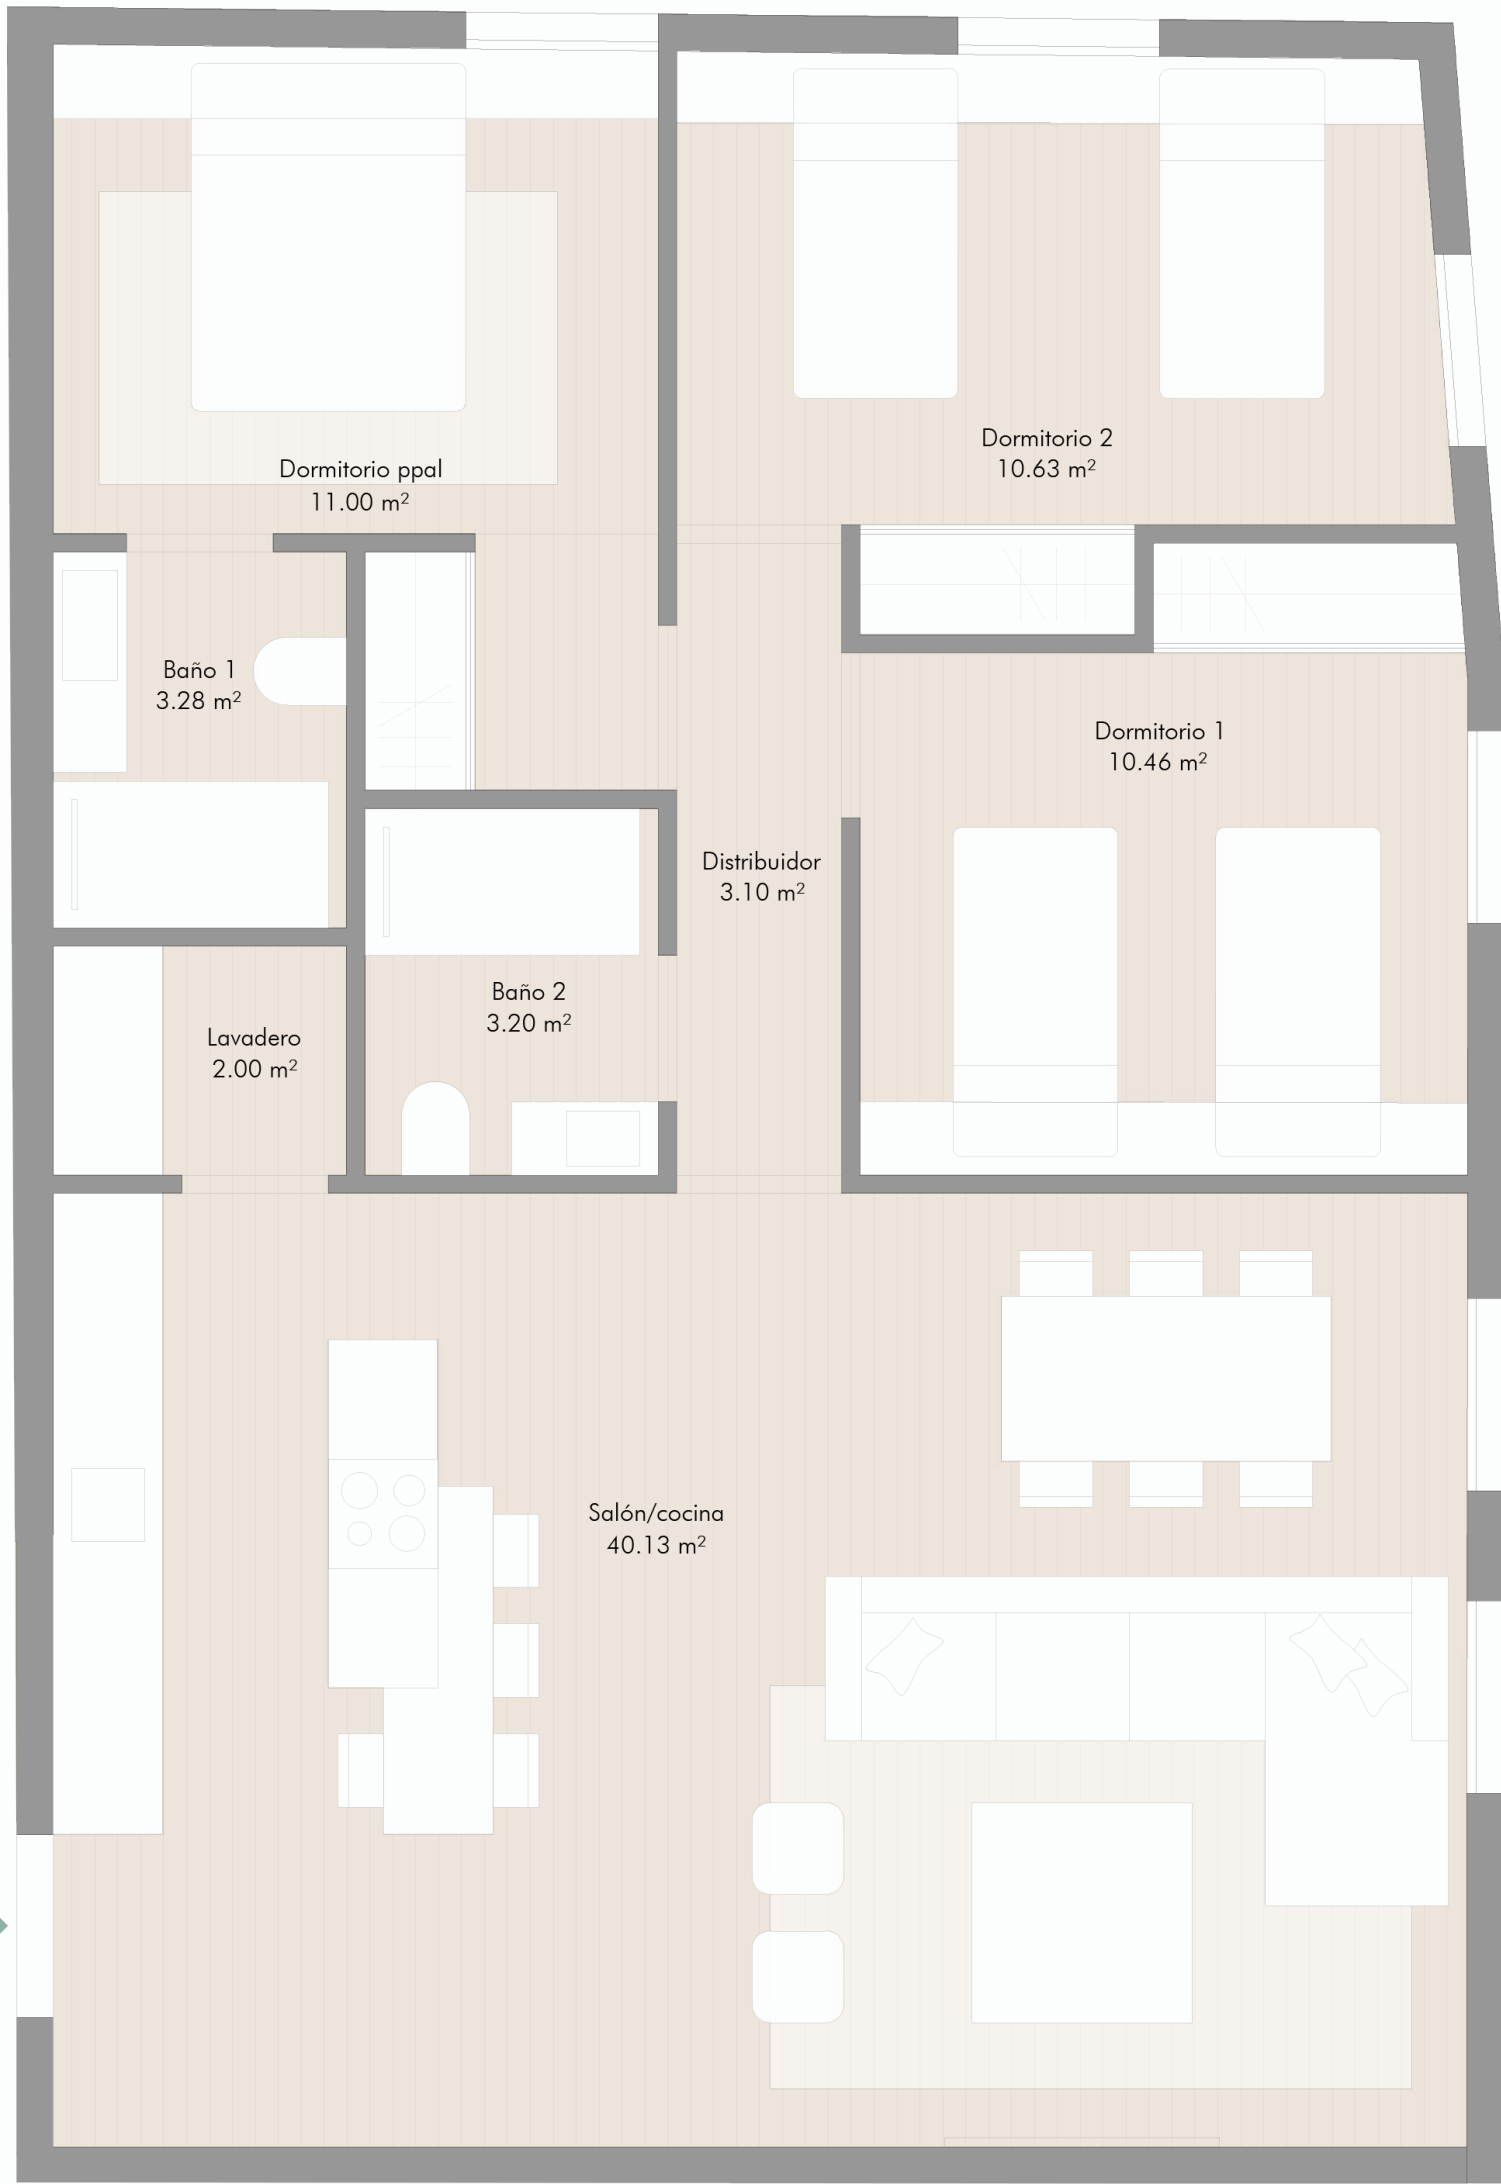 Dormitorio 2
10.63 m²
Dormitorio ppal
11.00 m²
Baño 1
3.28 m²
Dormitorio 1
10.46 m²
Distribuidor
3.10 m²
Baño 2
3.20 m²
Lavadero
2.00 m²
Salón/cocina
40.13 m²